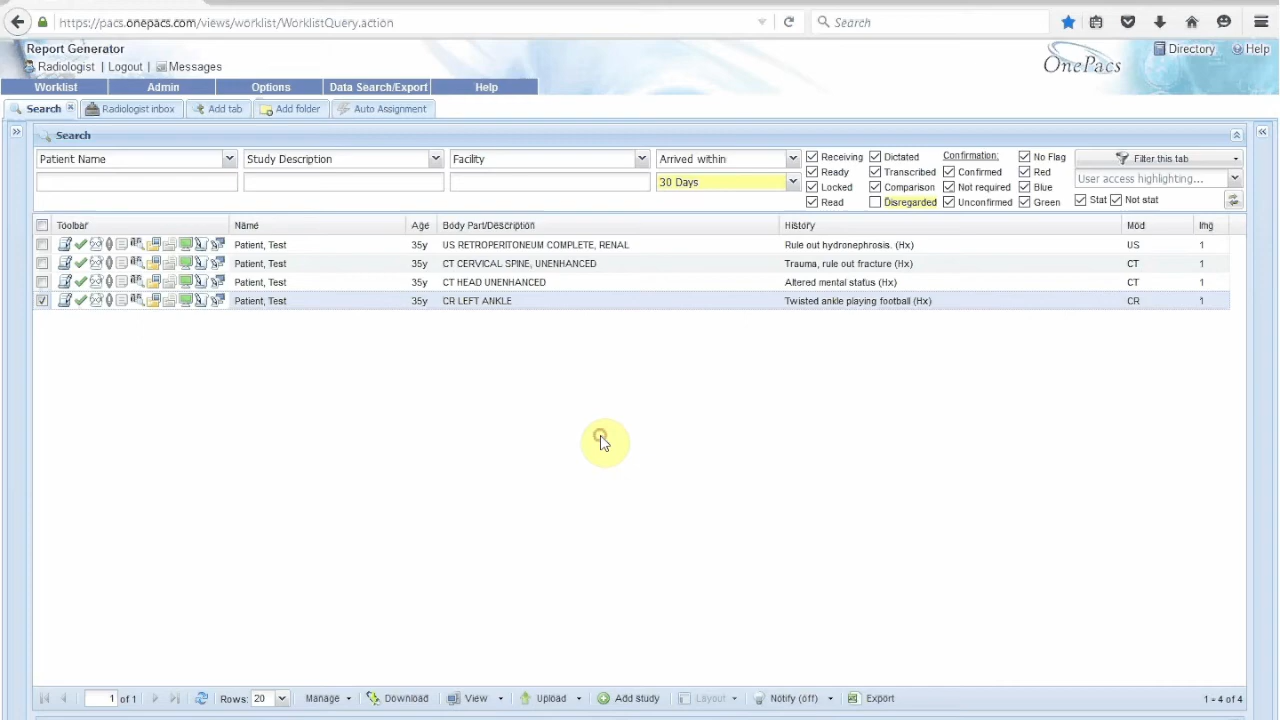 https://pacs.onepacs.com/views/worklist/WorklistQuery.action Search
Report Generator
Radiologist | Logout | Messages
OnePacs
Directory | Help
Worklist Admin Options Data Search/Export Help
Search Radiologist inbox Add tab Add folder Auto Assignment
Search
Patient Name Study Description Facility Arrived within
30 Days
Receiving Dictated Confirmation: No Flag Filter this tab
Ready Transcribed Confirmed Red User access highlighting...
Locked Comparison Not required Blue
Read Disregarded Unconfirmed Green Stat Not stat
Toolbar Name Age Body Part/Description History Mod Img
Patient, Test 35y US RETROPERITONEUM COMPLETE, RENAL Rule out hydronephrosis. (Hx) US 1
Patient, Test 35y CT CERVICAL SPINE, UNENHANCED Trauma, rule out fracture (Hx) CT 1
Patient, Test 35y CT HEAD UNENHANCED Altered mental status (Hx) CT 1
Patient, Test 35y CR LEFT ANKLE Twisted ankle playing football (Hx) CR 1
1 of 1 Rows: 20 Manage Download View Upload Add study Layout Notify (off) Export 1 - 4 of 4